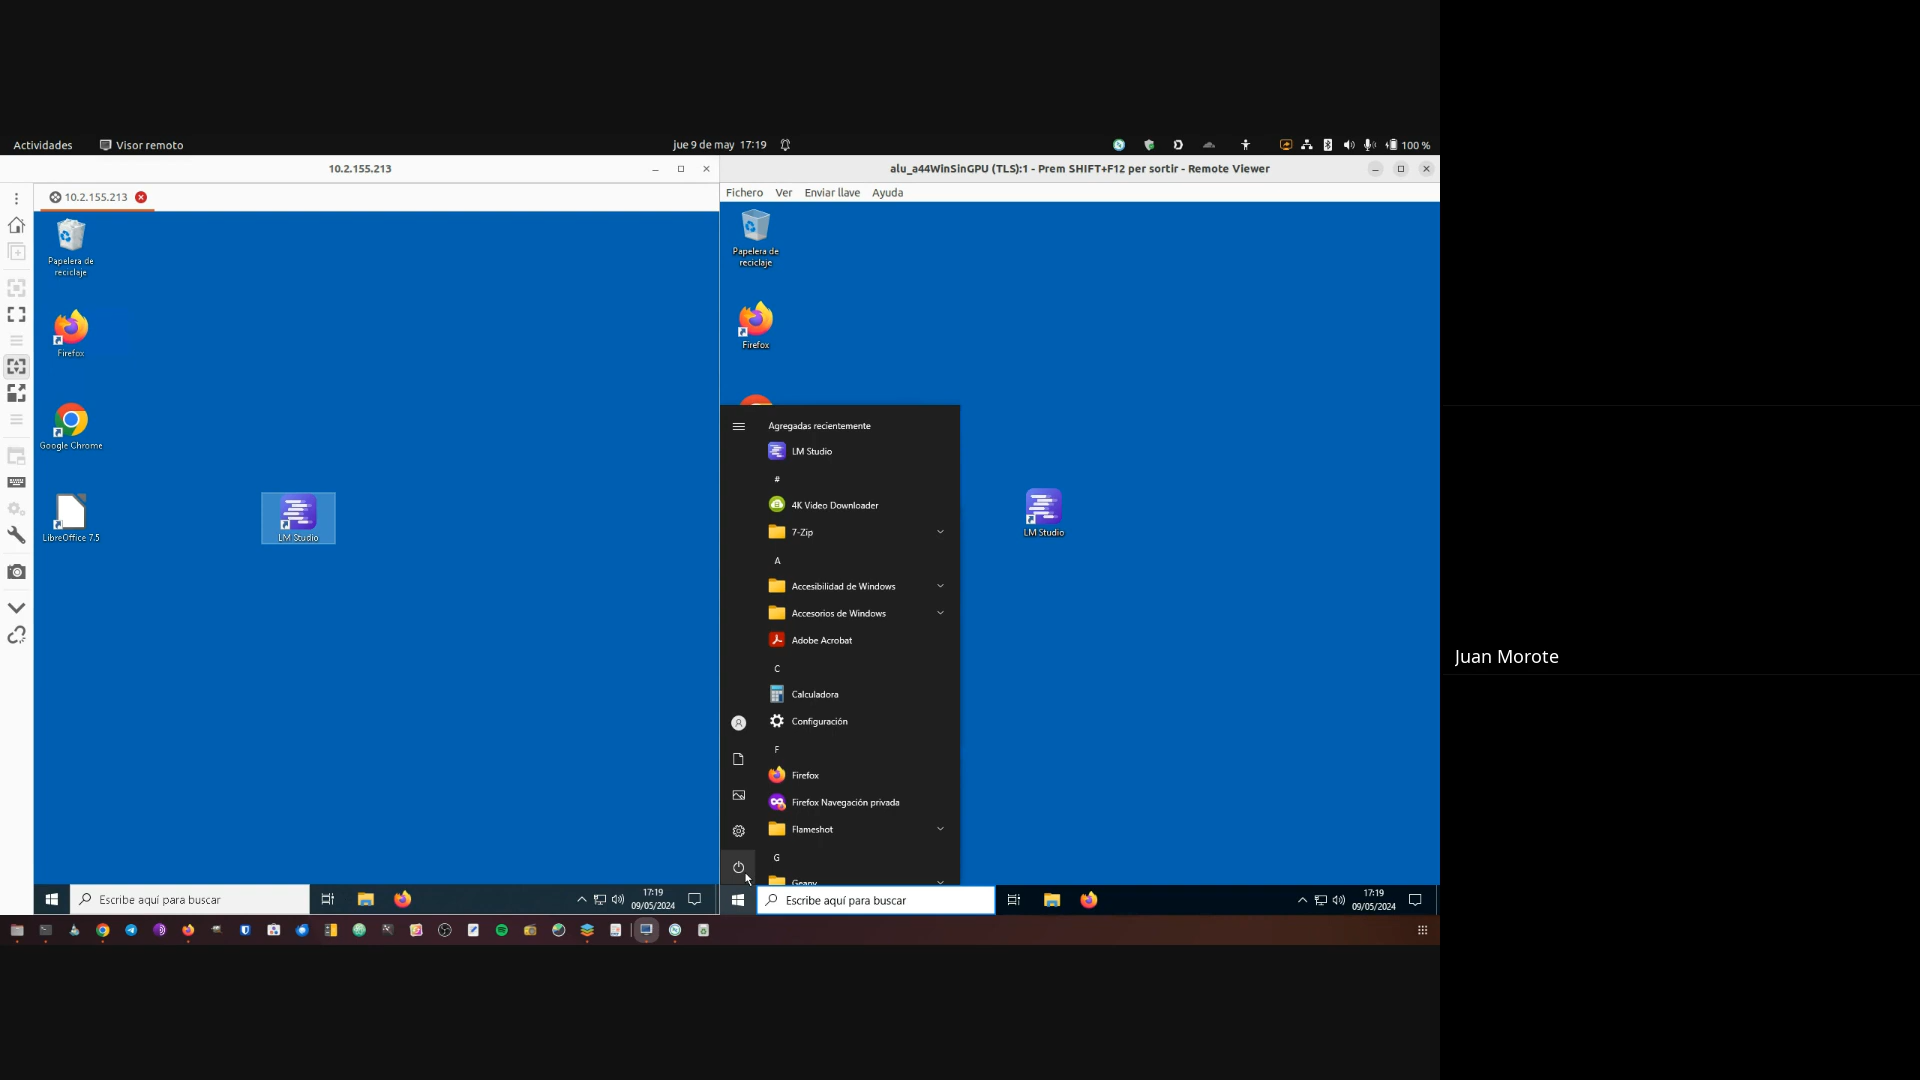 Actividades
Visor remoto
jue 9 de may 17:19
100 %
10.2.155.213
alu_a44WinSinGPU (TLS):1 - Prem SHIFT+F12 per sortir - Remote Viewer
10.2.155.213
Fichero Ver Enviar llave Ayuda
Papelera de
reciclaje
Firefox
Google Chrome
LibreOffice 7.5
LM Studio
Escribe aquí para buscar
17:19
09/05/2024
Papelera de
reciclaje
Firefox
LM Studio
Agregadas recientemente
LM Studio
#
4K Video Downloader
7-Zip
A
Accesibilidad de Windows
Accesorios de Windows
Adobe Acrobat
C
Calculadora
Configuración
F
Firefox
Firefox Navegación privada
Flameshot
G
Geany
Escribe aquí para buscar
17:19
09/05/2024
Juan Morote